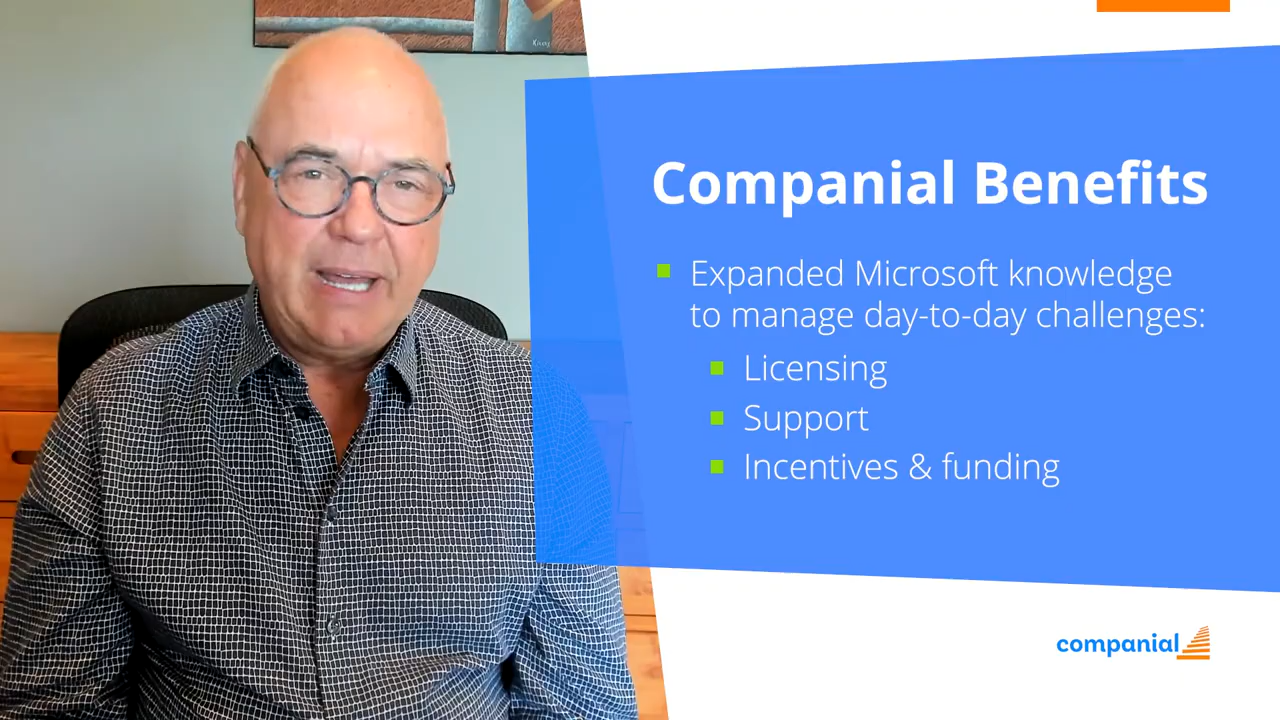 Companial Benefits
Expanded Microsoft knowledge
to manage day-to-day challenges:
Licensing
Support
Incentives & funding
companial